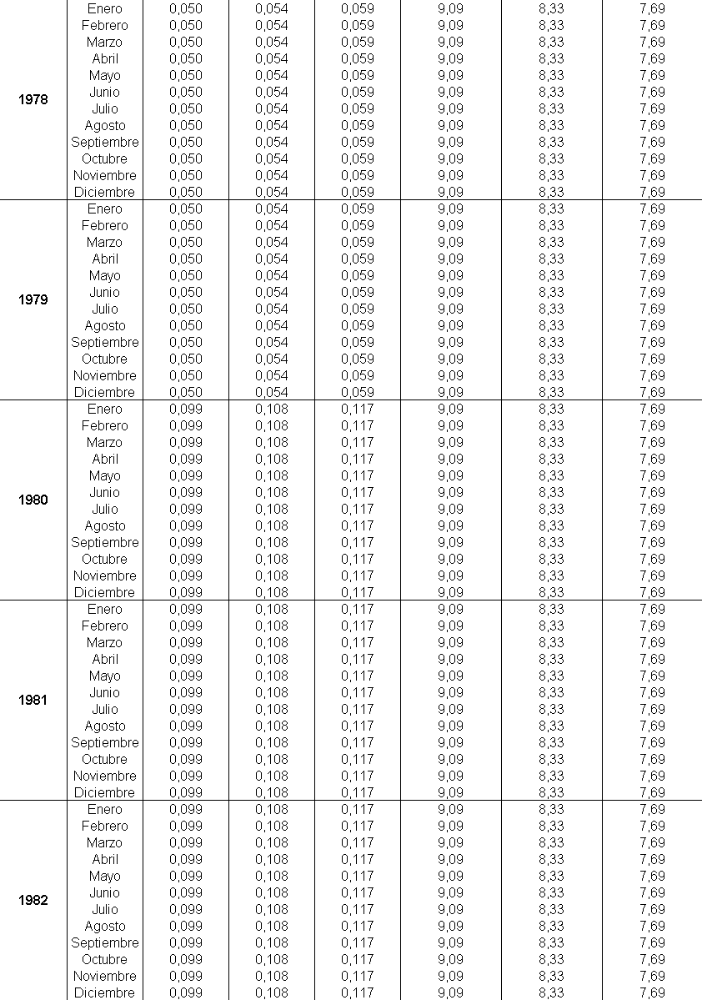 Enero 0,050 0,054 0,059 9,09 8,33 7,69
Febrero 0,050 0,054 0,059 9,09 8,33 7,69
Marzo 0,050 0,054 0,059 9,09 8,33 7,69
Abril 0,050 0,054 0,059 9,09 8,33 7,69
Mayo 0,050 0,054 0,059 9,09 8,33 7,69
Junio 0,050 0,054 0,059 9,09 8,33 7,69
1978
Julio 0,050 0,054 0,059 9,09 8,33 7,69
Agosto 0,050 0,054 0,059 9,09 8,33 7,69
Septiembre 0,050 0,054 0,059 9,09 8,33 7,69
Octubre 0,050 0,054 0,059 9,09 8,33 7,69
Noviembre 0,050 0,054 0,059 9,09 8,33 7,69
Diciembre 0,050 0,054 0,059 9,09 8,33 7,69
Enero 0,050 0,054 0,059 9,09 8,33 7,69
Febrero 0,050 0,054 0,059 9,09 8,33 7,69
Marzo 0,050 0,054 0,059 9,09 8,33 7,69
Abril 0,050 0,054 0,059 9,09 8,33 7,69
Mayo 0,050 0,054 0,059 9,09 8,33 7,69
Junio 0,050 0,054 0,059 9,09 8,33 7,69
1979
Julio 0,050 0,054 0,059 9,09 8,33 7,69
Agosto 0,050 0,054 0,059 9,09 8,33 7,69
Septiembre 0,050 0,054 0,059 9,09 8,33 7,69
Octubre 0,050 0,054 0,059 9,09 8,33 7,69
Noviembre 0,050 0,054 0,059 9,09 8,33 7,69
Diciembre 0,050 0,054 0,059 9,09 8,33 7,69
Enero 0,099 0,108 0,117 9,09 8,33 7,69
Febrero 0,099 0,108 0,117 9,09 8,33 7,69
Marzo 0,099 0,108 0,117 9,09 8,33 7,69
Abril 0,099 0,108 0,117 9,09 8,33 7,69
Mayo 0,099 0,108 0,117 9,09 8,33 7,69
Junio 0,099 0,108 0,117 9,09 8,33 7,69
1980
Julio 0,099 0,108 0,117 9,09 8,33 7,69
Agosto 0,099 0,108 0,117 9,09 8,33 7,69
Septiembre 0,099 0,108 0,117 9,09 8,33 7,69
Octubre 0,099 0,108 0,117 9,09 8,33 7,69
Noviembre 0,099 0,108 0,117 9,09 8,33 7,69
Diciembre 0,099 0,108 0,117 9,09 8,33 7,69
Enero 0,099 0,108 0,117 9,09 8,33 7,69
Febrero 0,099 0,108 0,117 9,09 8,33 7,69
Marzo 0,099 0,108 0,117 9,09 8,33 7,69
Abril 0,099 0,108 0,117 9,09 8,33 7,69
Mayo 0,099 0,108 0,117 9,09 8,33 7,69
Junio 0,099 0,108 0,117 9,09 8,33 7,69
1981
Julio 0,099 0,108 0,117 9,09 8,33 7,69
Agosto 0,099 0,108 0,117 9,09 8,33 7,69
Septiembre 0,099 0,108 0,117 9,09 8,33 7,69
Octubre 0,099 0,108 0,117 9,09 8,33 7,69
Noviembre 0,099 0,108 0,117 9,09 8,33 7,69
Diciembre 0,099 0,108 0,117 9,09 8,33 7,69
Enero 0,099 0,108 0,117 9,09 8,33 7,69
Febrero 0,099 0,108 0,117 9,09 8,33 7,69
Marzo 0,099 0,108 0,117 9,09 8,33 7,69
Abril 0,099 0,108 0,117 9,09 8,33 7,69
Mayo 0,099 0,108 0,117 9,09 8,33 7,69
Junio 0,099 0,108 0,117 9,09 8,33 7,69
1982
Julio 0,099 0,108 0,117 9,09 8,33 7,69
Agosto 0,099 0,108 0,117 9,09 8,33 7,69
Septiembre 0,099 0,108 0,117 9,09 8,33 7,69
Octubre 0,099 0,108 0,117 9,09 8,33 7,69
Noviembre 0,099 0,108 0,117 9,09 8,33 7,69
Diciembre 0,099 0,108 0,117 9,09 8,33 7,69